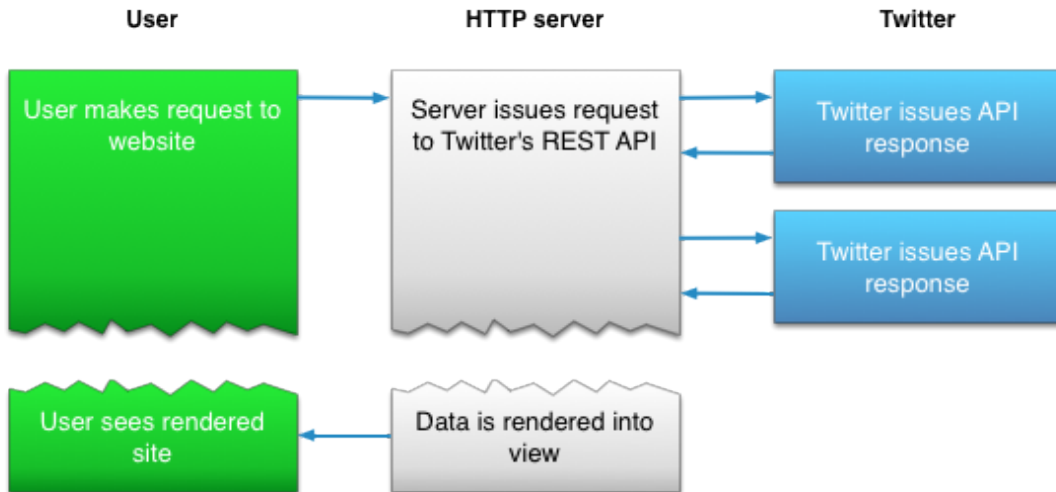 User
HTTP server
Twitter
User makes request to
website
Server issues request
to Twitter's REST API
Twitter issues API
response
Twitter issues API
response
User sees rendered
site
Data is rendered into
view